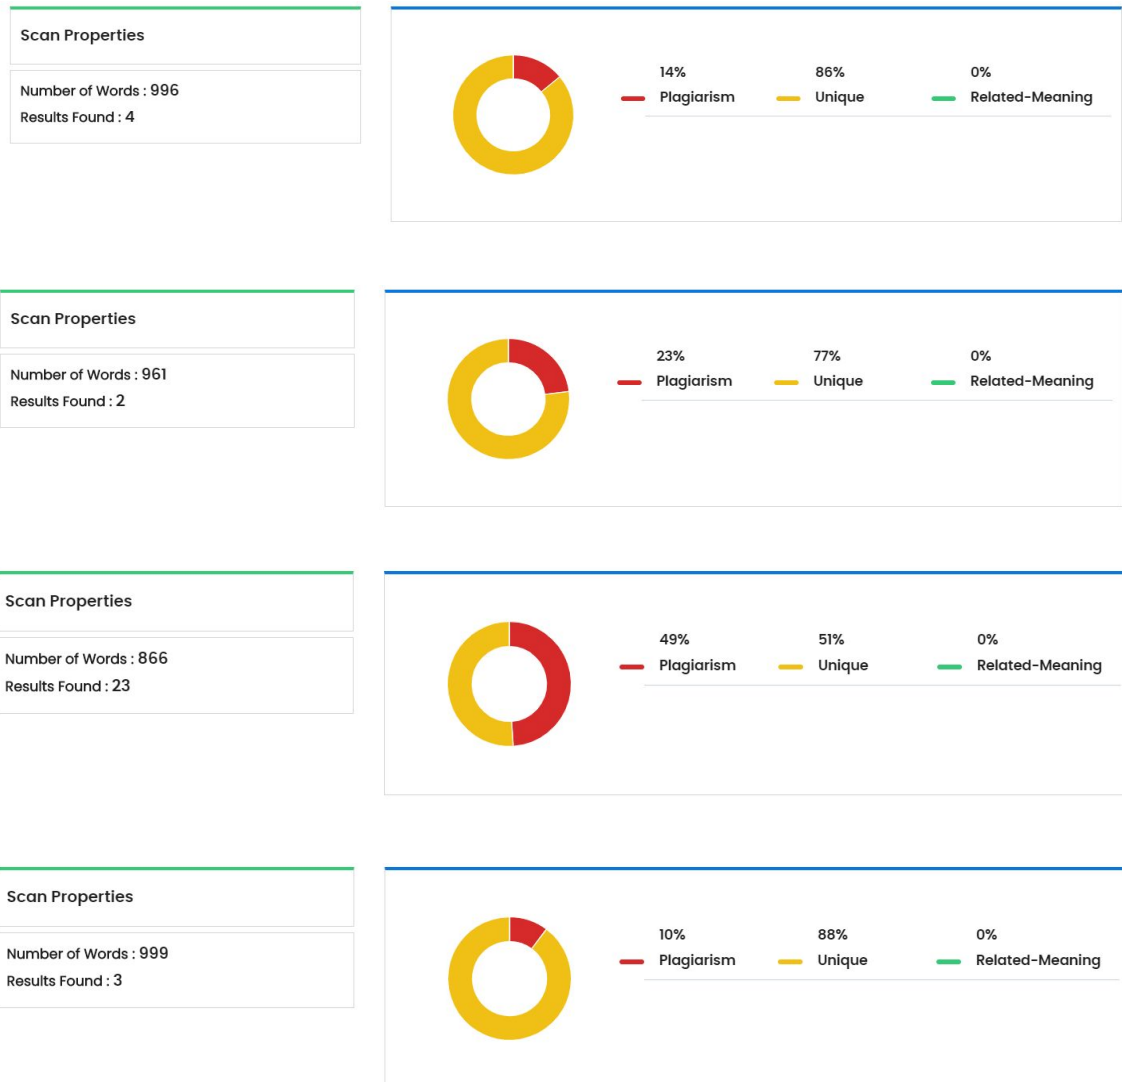 Scan Properties
Number of Words : 996
Results Found : 4
14% 86% 0%
Plagiarism Unique Related-Meaning
Scan Properties
Number of Words : 961
Results Found : 2
23% 77% 0%
Plagiarism Unique Related-Meaning
Scan Properties
Number of Words : 866
Results Found : 23
49% 51% 0%
Plagiarism Unique Related-Meaning
Scan Properties
Number of Words : 999
Results Found : 3
10% 88% 0%
Plagiarism Unique Related-Meaning